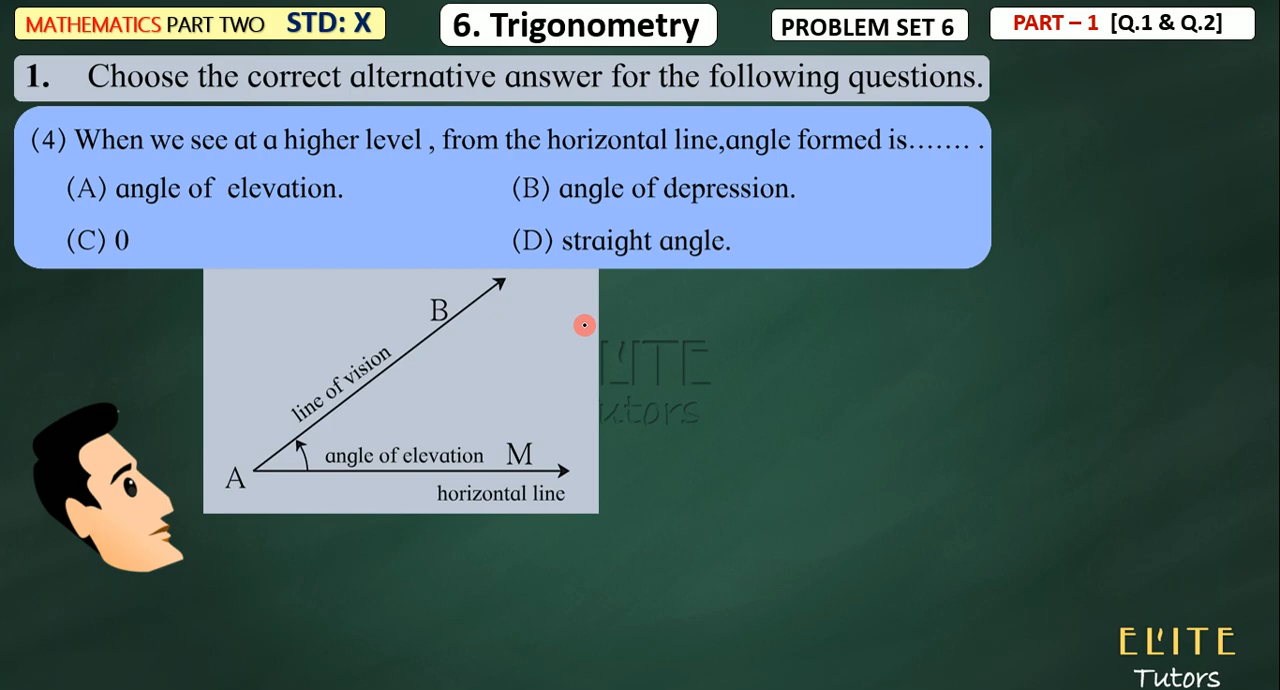 MATHEMATICS PART TWO STD: X
6. Trigonometry
PROBLEM SET 6
PART – 1 [Q.1 & Q.2]
1. Choose the correct alternative answer for the following questions.
(4) When we see at a higher level , from the horizontal line,angle formed is....... .
(A) angle of elevation. (B) angle of depression.
(C) 0 (D) straight angle.
B
line of vision
angle of elevation M
A
horizontal line
ELITE
utors
ELITE
Tutors